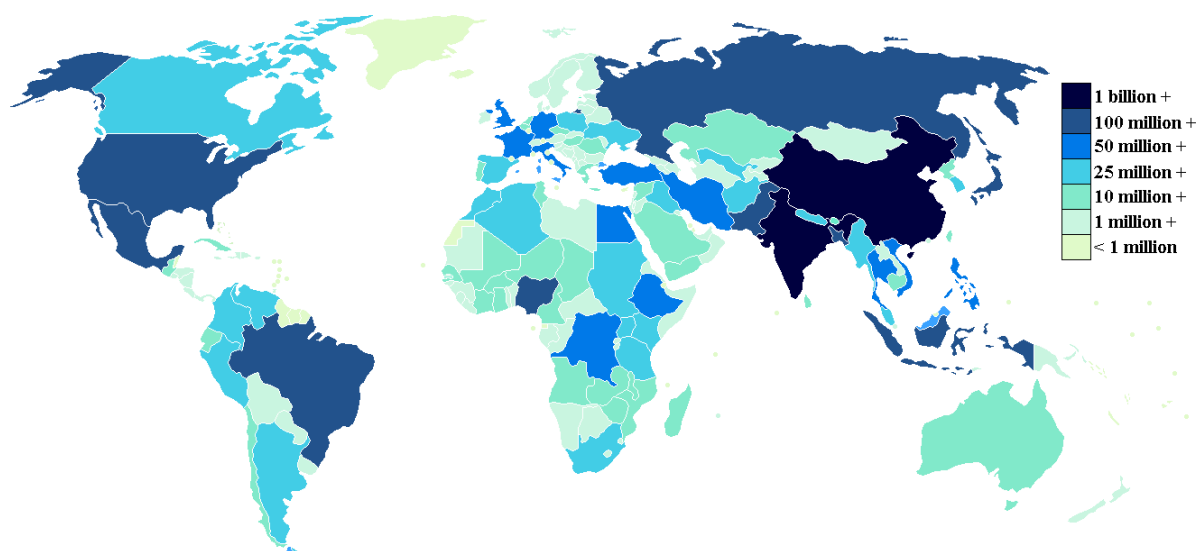 1 billion +
100 million +
50 million +
25 million +
10 million +
1 million +
< 1 million